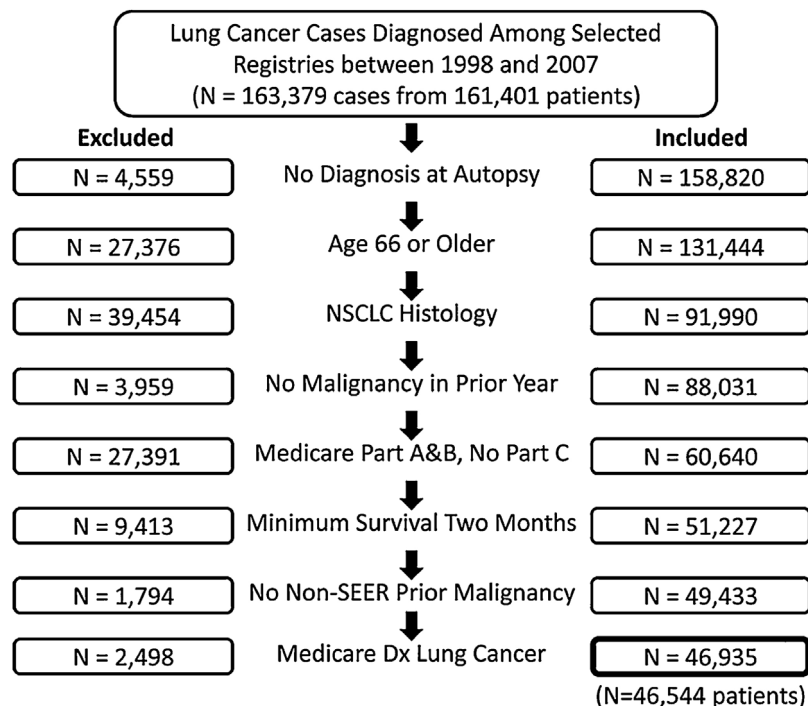 Lung Cancer Cases Diagnosed Among Selected
Registries between 1998 and 2007
(N = 163,379 cases from 161,401 patients)
Excluded
Included
N = 4,559
No Diagnosis at Autopsy
N = 158,820
N = 27,376
Age 66 or Older
N = 131,444
N = 39,454
NSCLC Histology
N = 91,990
N = 3,959
No Malignancy in Prior Year
N = 88,031
N = 27,391
Medicare Part A&B, No Part C
N = 60,640
N = 9,413
Minimum Survival Two Months
N = 51,227
N = 1,794
No Non-SEER Prior Malignancy
N = 49,433
N = 2,498
Medicare Dx Lung Cancer
N = 46,935
(N=46,544 patients)